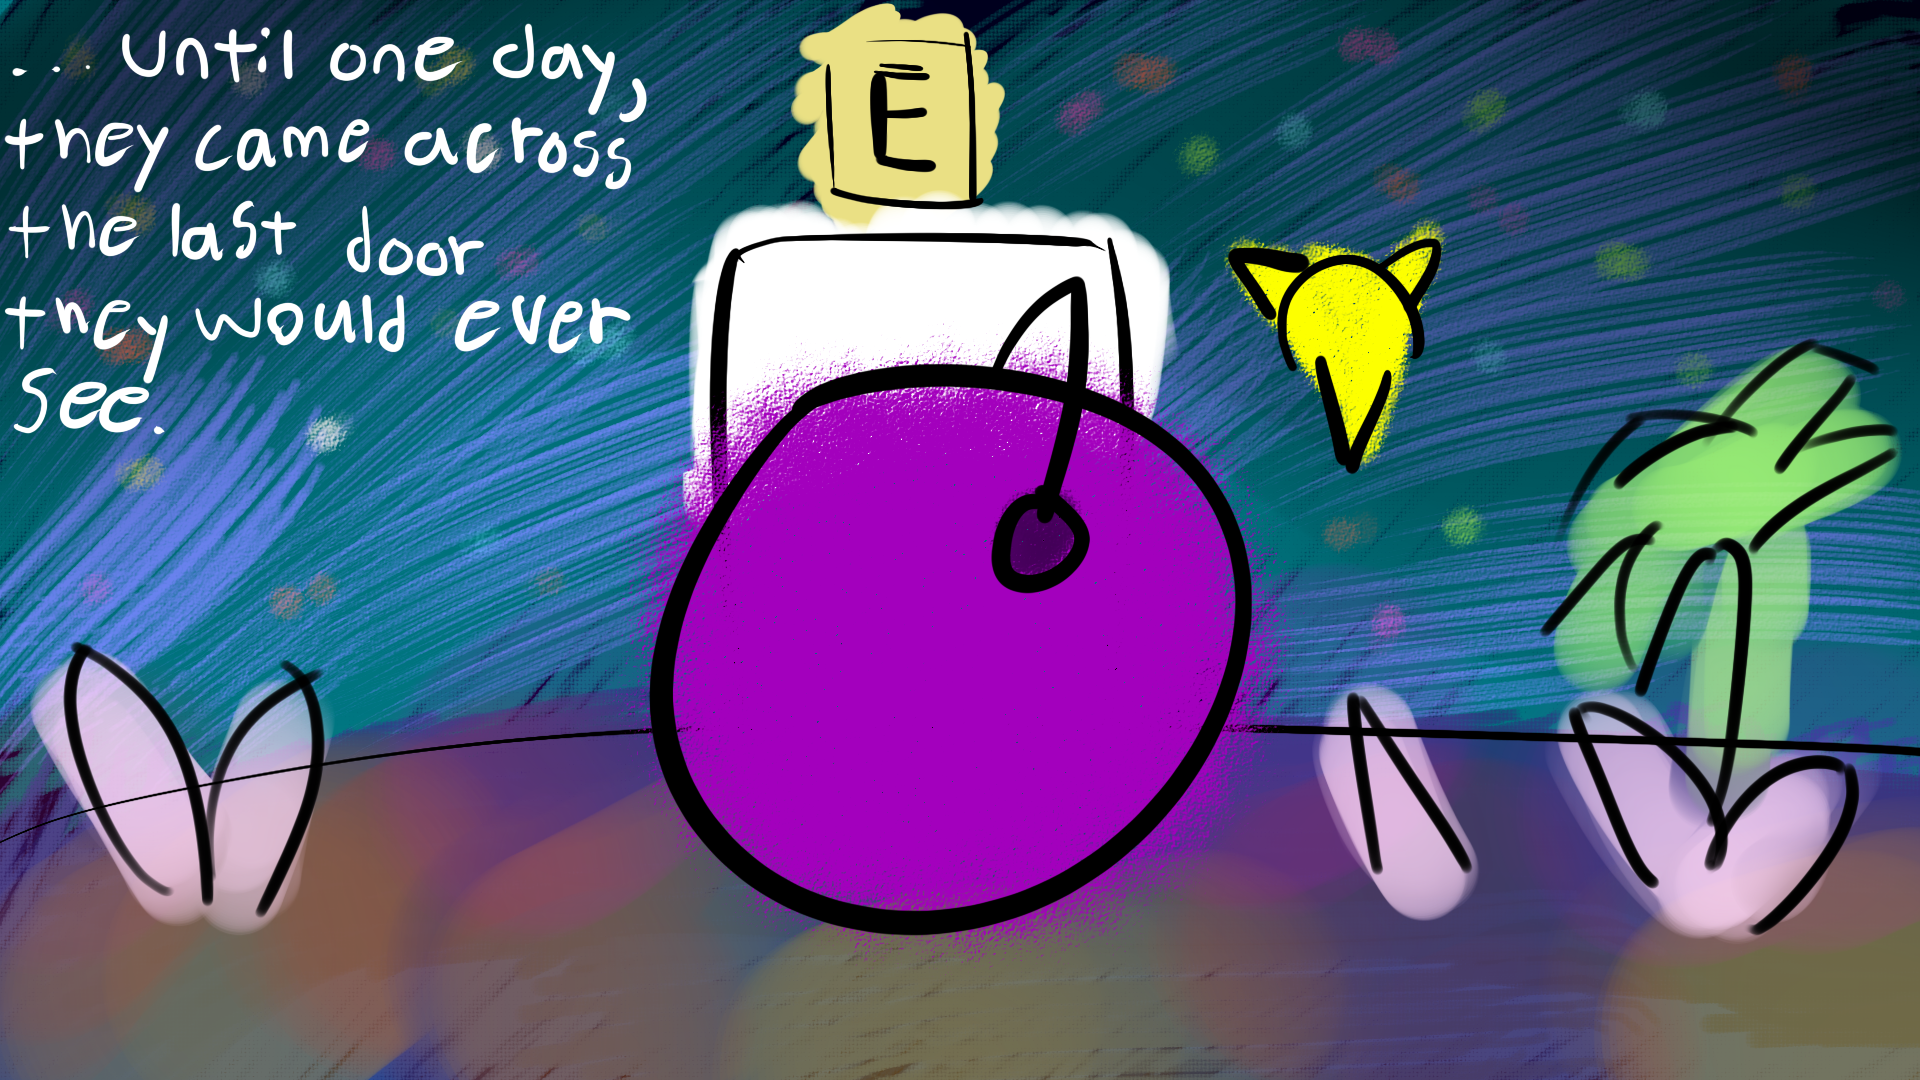 ... until one day,
they came across
the last door
they would ever
see.
E